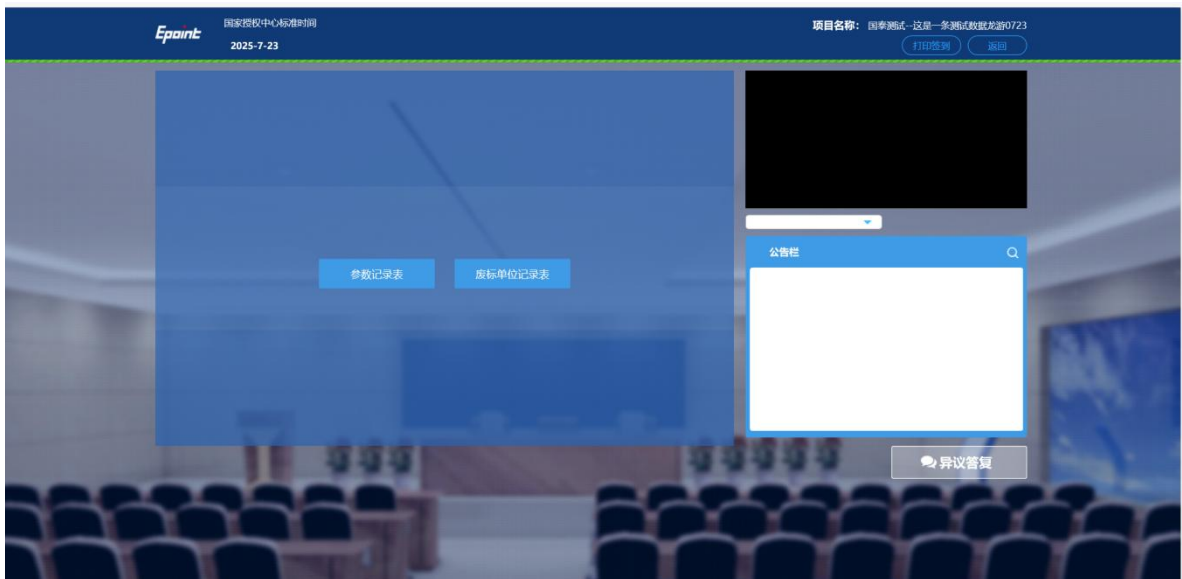 Epoint
国家授权中心标准时间
2025-7-23
项目名称： 国泰测试--这是一条测试数据龙游0723
打印签到
返回
参数记录表
废标单位记录表
公告栏
异议答复